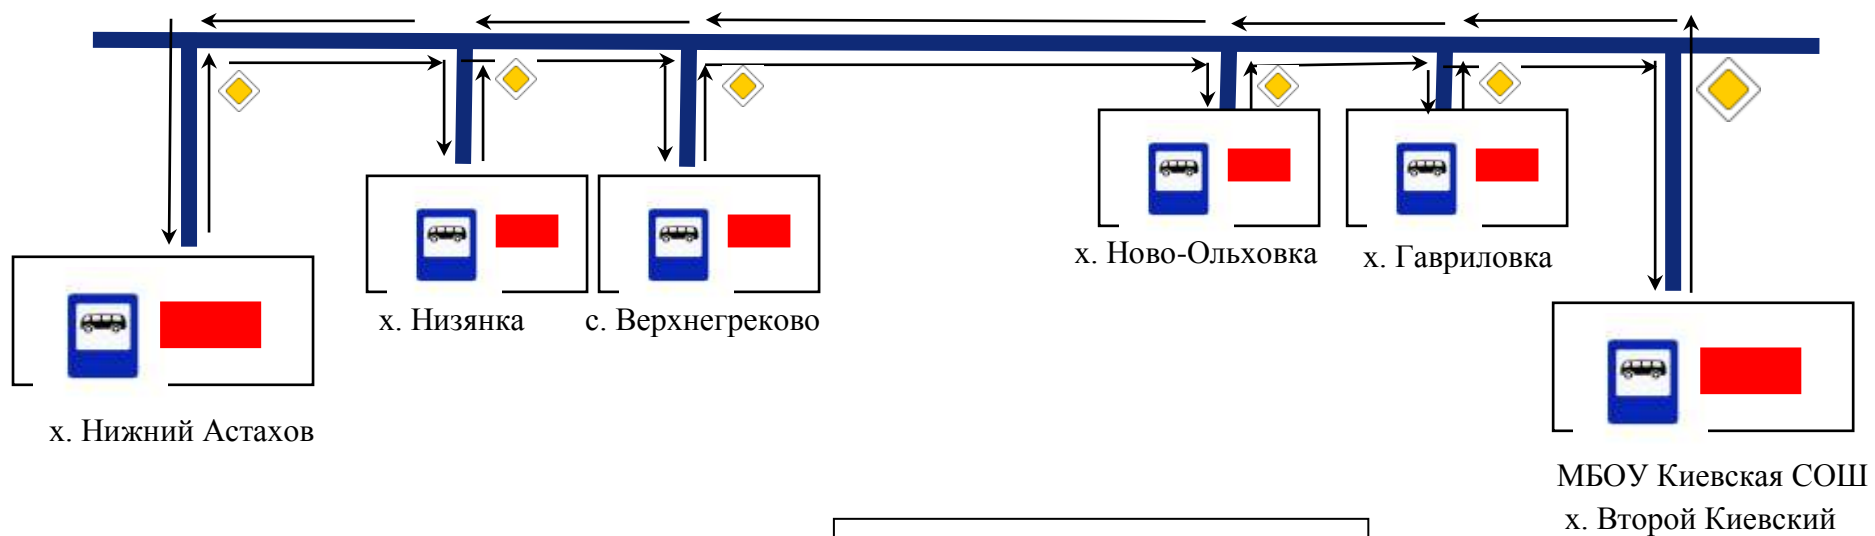 х. Ново-Ольховка
х. Гавриловка
х. Низянка
с. Верхнегреково
х. Нижний Астахов
МБОУ Киевская СОШ
х. Второй Киевский